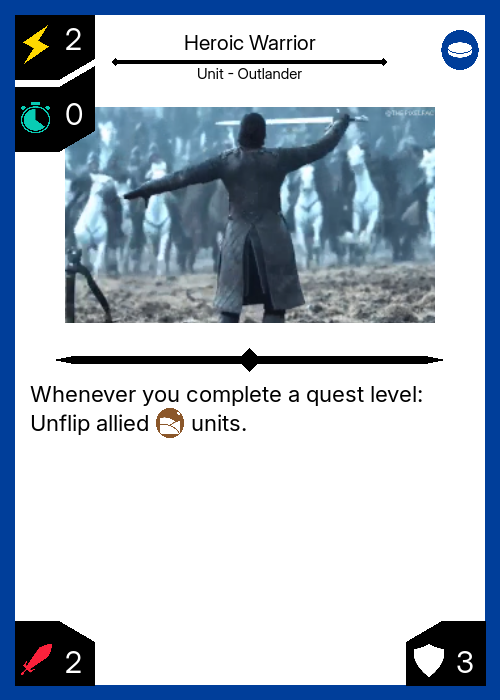 2
Heroic Warrior
Unit - Outlander
0
Whenever you complete a quest level:
Unflip allied units.
2
3